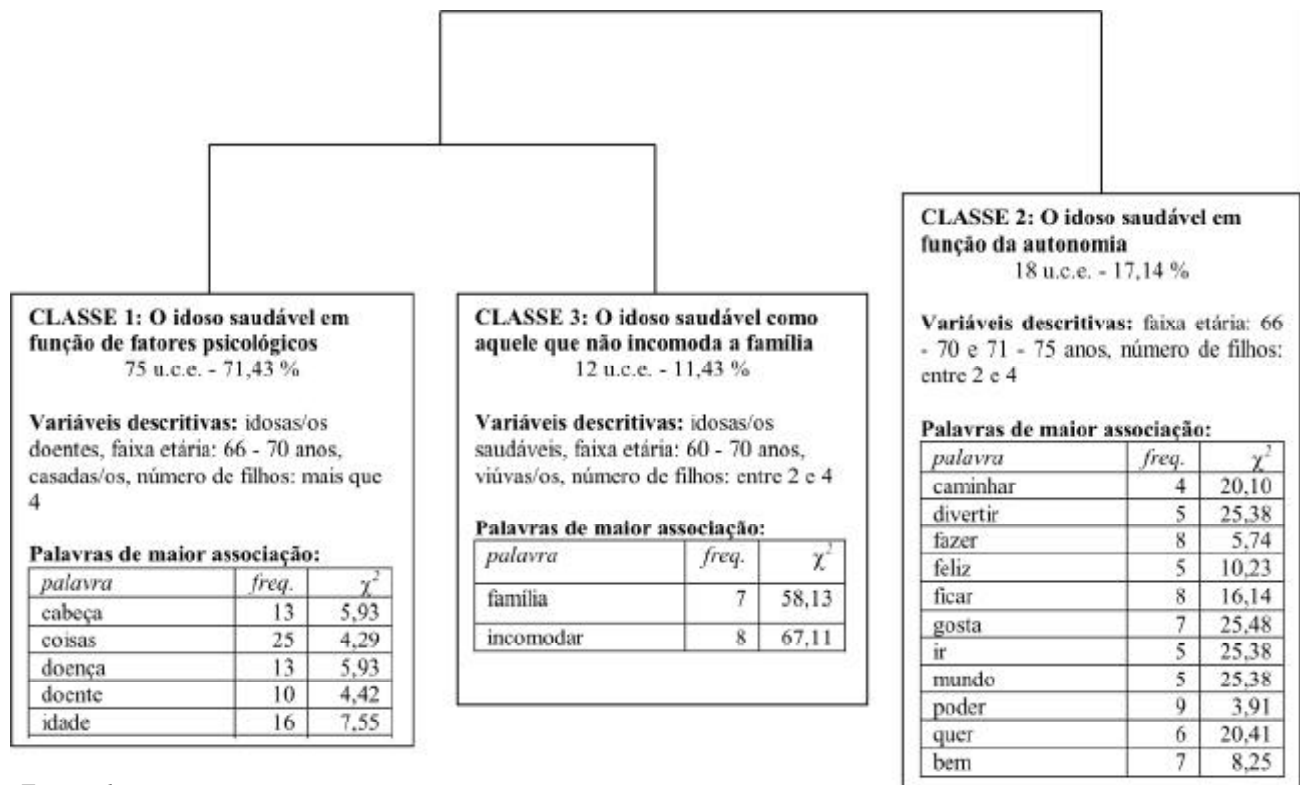 CLASSE 1: O idoso saudável em
função de fatores psicológicos
75 u.c.e. - 71,43 %
Variáveis descritivas: idosas/os
doentes, faixa etária: 66 - 70 anos,
casadas/os, número de filhos: mais que
4
Palavras de maior associação:
palavra freq. χ²
cabeça 13 5,93
coisas 25 4,29
doença 13 5,93
doente 10 4,42
idade 16 7,55
CLASSE 3: O idoso saudável como
aquele que não incomoda a família
12 u.c.e. - 11,43 %
Variáveis descritivas: idosas/os
saudáveis, faixa etária: 60 - 70 anos,
viúvas/os, número de filhos: entre 2 e 4
Palavras de maior associação:
palavra freq. χ²
família 7 58,13
incomodar 8 67,11
CLASSE 2: O idoso saudável em
função da autonomia
18 u.c.e. - 17,14 %
Variáveis descritivas: faixa etária: 66
- 70 e 71 - 75 anos, número de filhos:
entre 2 e 4
Palavras de maior associação:
palavra freq. χ²
caminhar 4 20,10
divertir 5 25,38
fazer 8 5,74
feliz 5 10,23
ficar 8 16,14
gosta 7 25,48
ir 5 25,38
mundo 5 25,38
poder 9 3,91
quer 6 20,41
bem 7 8,25